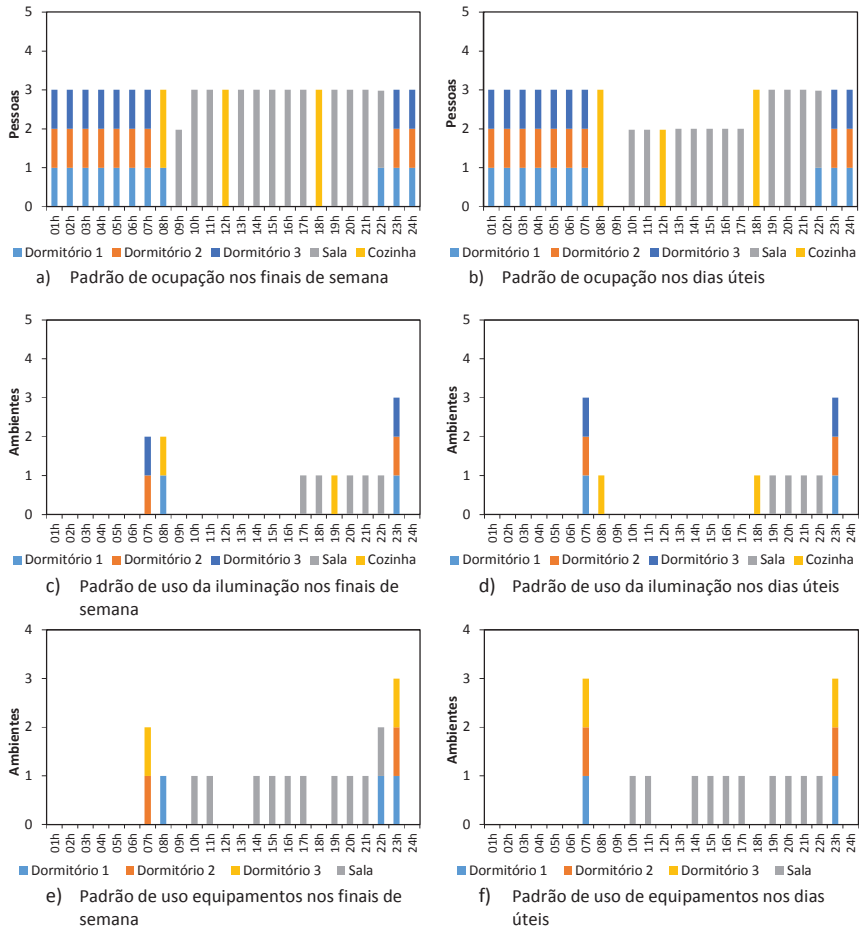 5
4
3
2
1
0
Pessoas
01h 02h 03h 04h 05h 06h 07h 08h 09h 10h 11h 12h 13h 14h 15h 16h 17h 18h 19h 20h 21h 22h 23h 24h
Dormitório 1 Dormitório 2 Dormitório 3 Sala Cozinha
a) Padrão de ocupação nos finais de semana
5
4
3
2
1
0
Pessoas
01h 02h 03h 04h 05h 06h 07h 08h 09h 10h 11h 12h 13h 14h 15h 16h 17h 18h 19h 20h 21h 22h 23h 24h
Dormitório 1 Dormitório 2 Dormitório 3 Sala Cozinha
b) Padrão de ocupação nos dias úteis
5
4
3
2
1
0
Ambientes
01h 02h 03h 04h 05h 06h 07h 08h 09h 10h 11h 12h 13h 14h 15h 16h 17h 18h 19h 20h 21h 22h 23h 24h
Dormitório 1 Dormitório 2 Dormitório 3 Sala Cozinha
c) Padrão de uso da iluminação nos finais de
semana
5
4
3
2
1
0
Ambientes
01h 02h 03h 04h 05h 06h 07h 08h 09h 10h 11h 12h 13h 14h 15h 16h 17h 18h 19h 20h 21h 22h 23h 24h
Dormitório 1 Dormitório 2 Dormitório 3 Sala Cozinha
d) Padrão de uso da iluminação nos dias úteis
4
3
2
1
0
Ambientes
01h 02h 03h 04h 05h 06h 07h 08h 09h 10h 11h 12h 13h 14h 15h 16h 17h 18h 19h 20h 21h 22h 23h 24h
Dormitório 1 Dormitório 2 Dormitório 3 Sala
e) Padrão de uso equipamentos nos finais de
semana
4
3
2
1
0
Ambientes
01h 02h 03h 04h 05h 06h 07h 08h 09h 10h 11h 12h 13h 14h 15h 16h 17h 18h 19h 20h 21h 22h 23h 24h
Dormitório 1 Dormitório 2 Dormitório 3 Sala
f) Padrão de uso de equipamentos nos dias
úteis